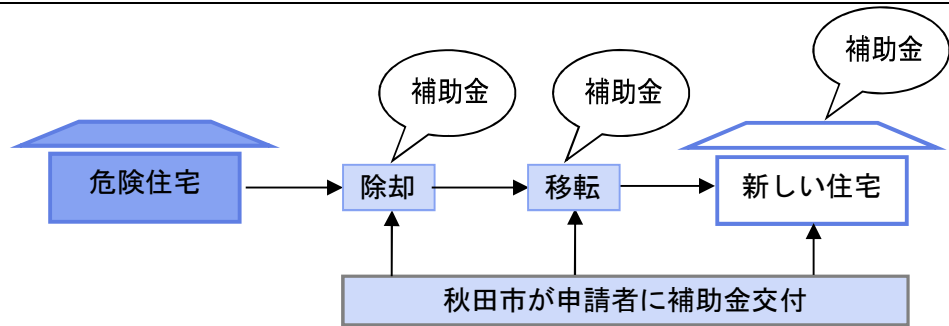 補助金
補助金
補助金
危険住宅
除却
移転
新しい住宅
秋田市が申請者に補助金交付